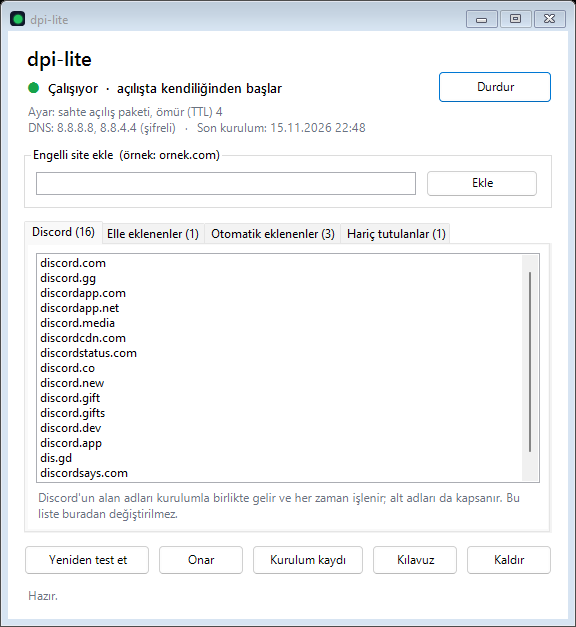 dpi-lite
dpi-lite
Çalışıyor · açılışta kendiliğinden başlar
Durdur
Ayar: sahte açılış paketi, ömür (TTL) 4
DNS: 8.8.8.8, 8.8.4.4 (şifreli) · Son kurulum: 15.11.2026 22:48
Engelli site ekle (örnek: ornek.com)
Ekle
Discord (16) Elle eklenenler (1) Otomatik eklenenler (3) Hariç tutulanlar (1)
discord.com
discord.gg
discordapp.com
discordapp.net
discord.media
discordcdn.com
discordstatus.com
discord.co
discord.new
discord.gift
discord.gifts
discord.dev
discord.app
dis.gd
discordsays.com
Discord'un alan adları kurulumla birlikte gelir ve her zaman işlenir; alt adları da kapsanır. Bu
liste buradan değiştirilmez.
Yeniden test et Onar Kurulum kaydı Kılavuz Kaldır
Hazır.